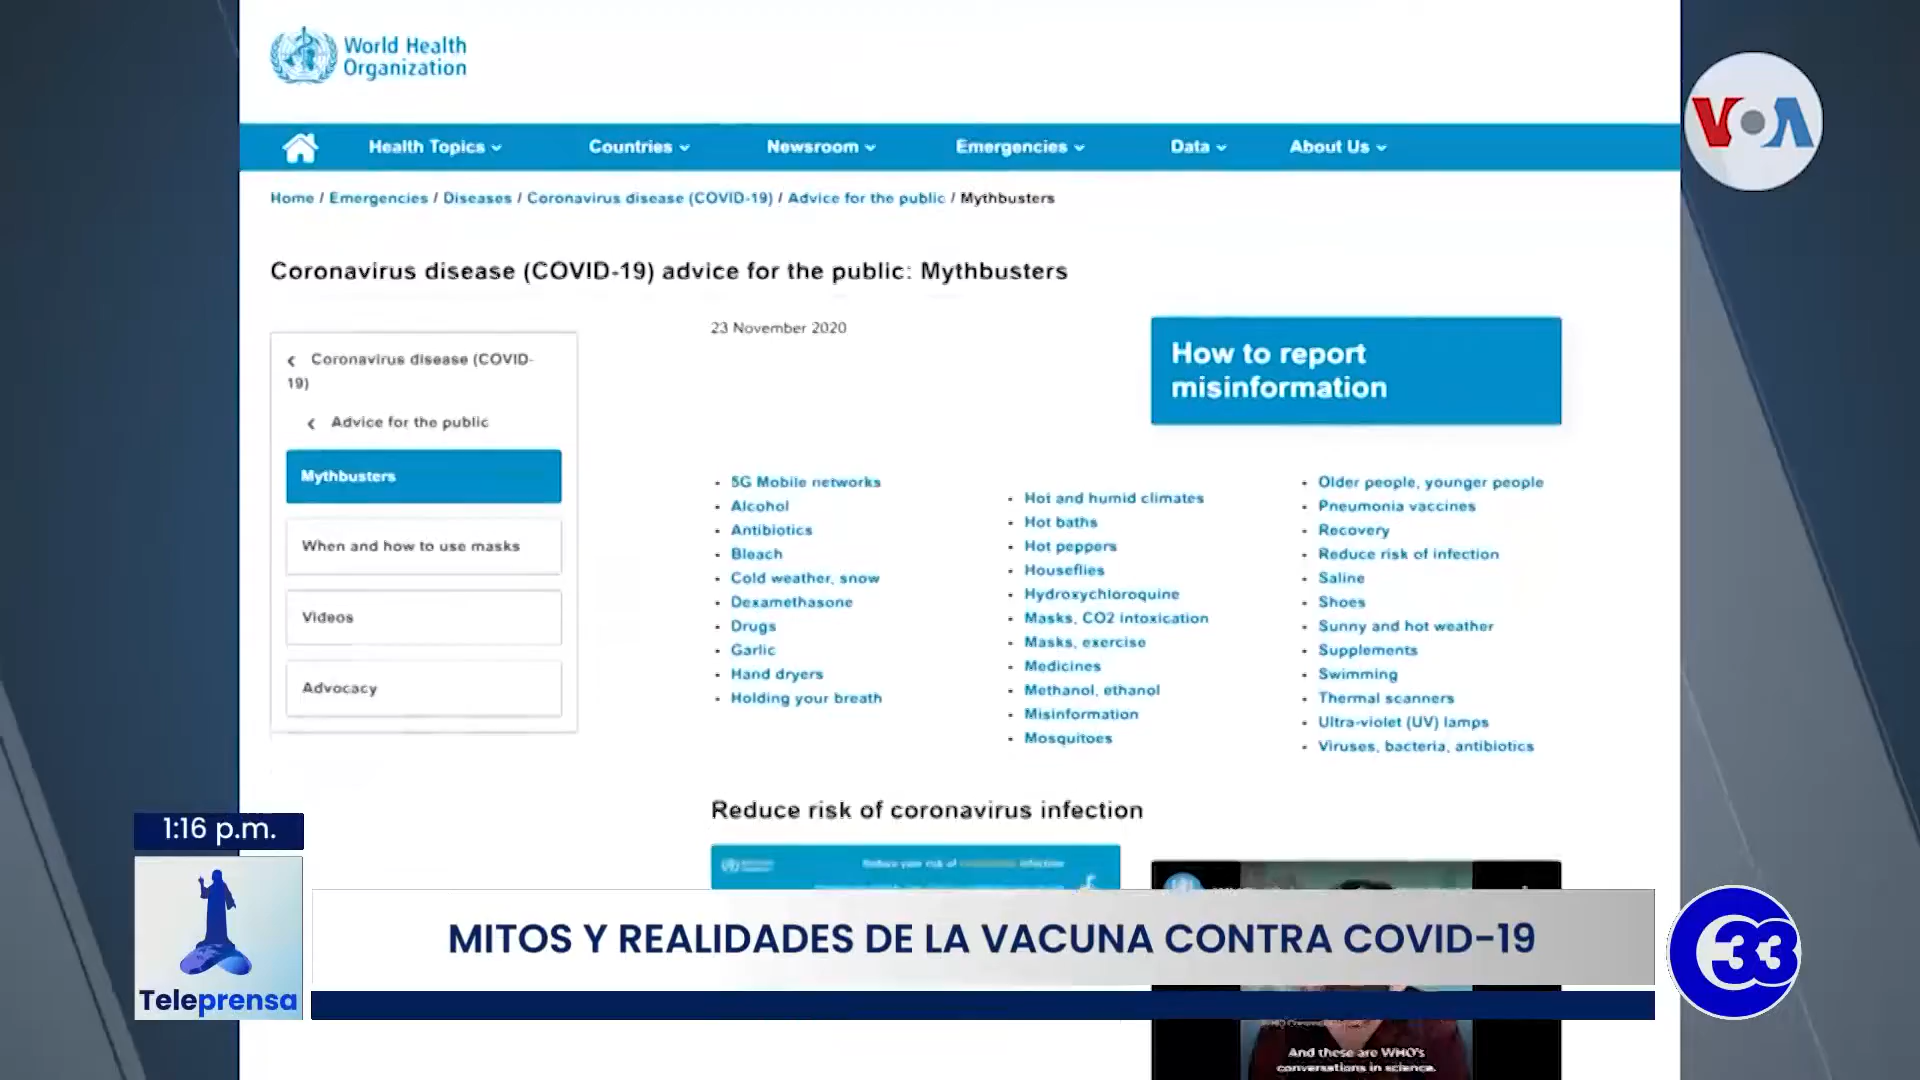 World Health
Organization
VOA
Health Topics
Countries
Newsroom
Emergencies
Data
About Us
Home / Emergencies / Diseases / Coronavirus disease (COVID-19) / Advice for the public / Mythbusters
Coronavirus disease (COVID-19) advice for the public: Mythbusters
Coronavirus disease (COVID-
19)
Advice for the public
Mythbusters
When and how to use masks
Videos
Advocacy
23 November 2020
How to report
misinformation
5G Mobile networks
Alcohol
Antibiotics
Bleach
Cold weather, snow
Dexamethasone
Drugs
Garlic
Hand dryers
Holding your breath
Hot and humid climates
Hot baths
Hot peppers
Houseflies
Hydroxychloroquine
Masks, CO2 intoxication
Masks, exercise
Medicines
Methanol, ethanol
Misinformation
Mosquitoes
Older people, younger people
Pneumonia vaccines
Recovery
Reduce risk of infection
Saline
Shoes
Sunny and hot weather
Supplements
Swimming
Thermal scanners
Ultra-violet (UV) lamps
Viruses, bacteria, antibiotics
Reduce risk of coronavirus infection
Reduce your risk of coronavirus infection
1:16 p.m.
Teleprensa
MITOS Y REALIDADES DE LA VACUNA CONTRA COVID-19
33
And these are WHO's
conversations in science.